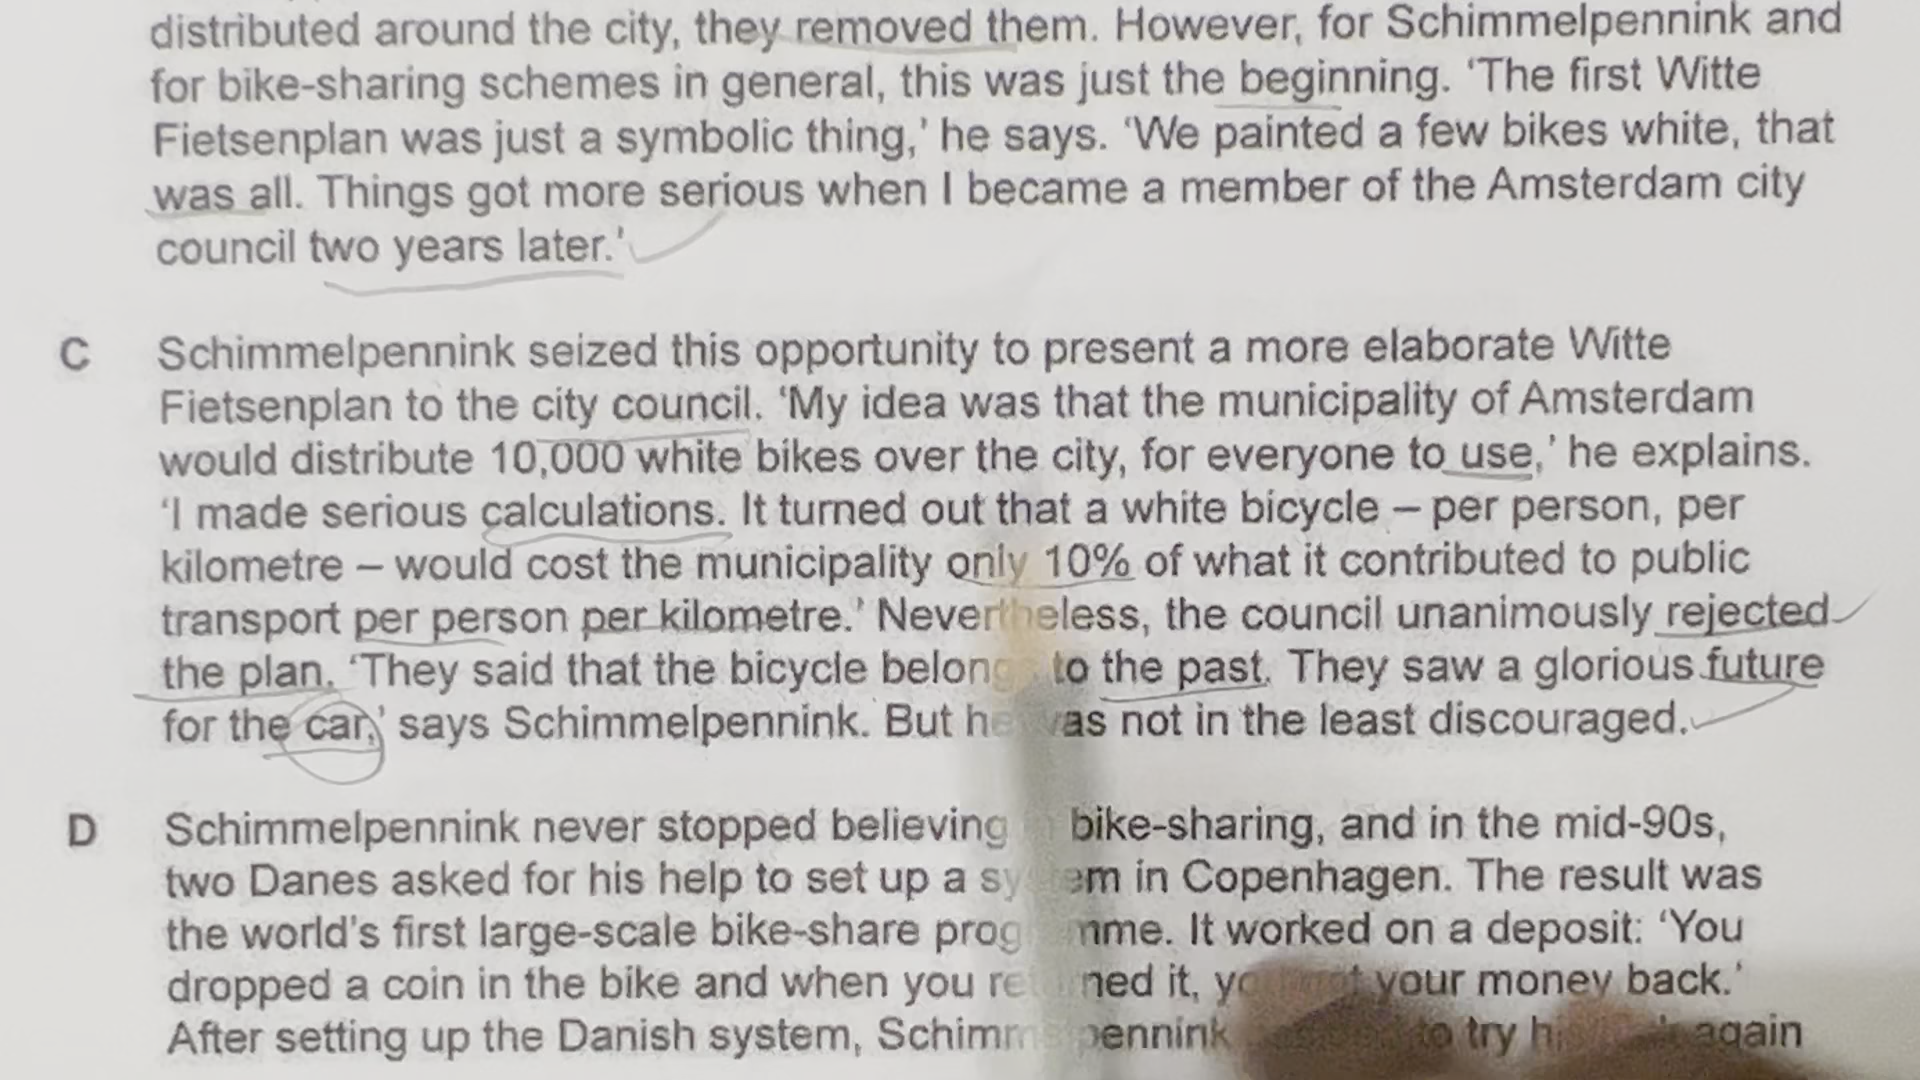 distributed around the city, they removed them. However, for Schimmelpennink and
for bike-sharing schemes in general, this was just the beginning. ‘The first Witte
Fietsenplan was just a symbolic thing,’ he says. ‘We painted a few bikes white, that
was all. Things got more serious when I became a member of the Amsterdam city
council two years later.’
C Schimmelpennink seized this opportunity to present a more elaborate Witte
Fietsenplan to the city council. ‘My idea was that the municipality of Amsterdam
would distribute 10,000 white bikes over the city, for everyone to use,’ he explains.
‘I made serious calculations. It turned out that a white bicycle – per person, per
kilometre – would cost the municipality only 10% of what it contributed to public
transport per person per kilometre.’ Nevertheless, the council unanimously rejected
the plan. ‘They said that the bicycle belongs to the past. They saw a glorious future
for the car,’ says Schimmelpennink. But he was not in the least discouraged.
D Schimmelpennink never stopped believing bike-sharing, and in the mid-90s,
two Danes asked for his help to set up a system in Copenhagen. The result was
the world's first large-scale bike-share programme. It worked on a deposit: ‘You
dropped a coin in the bike and when you returned it, your money back.’
After setting up the Danish system, Schimmelpennink to try again